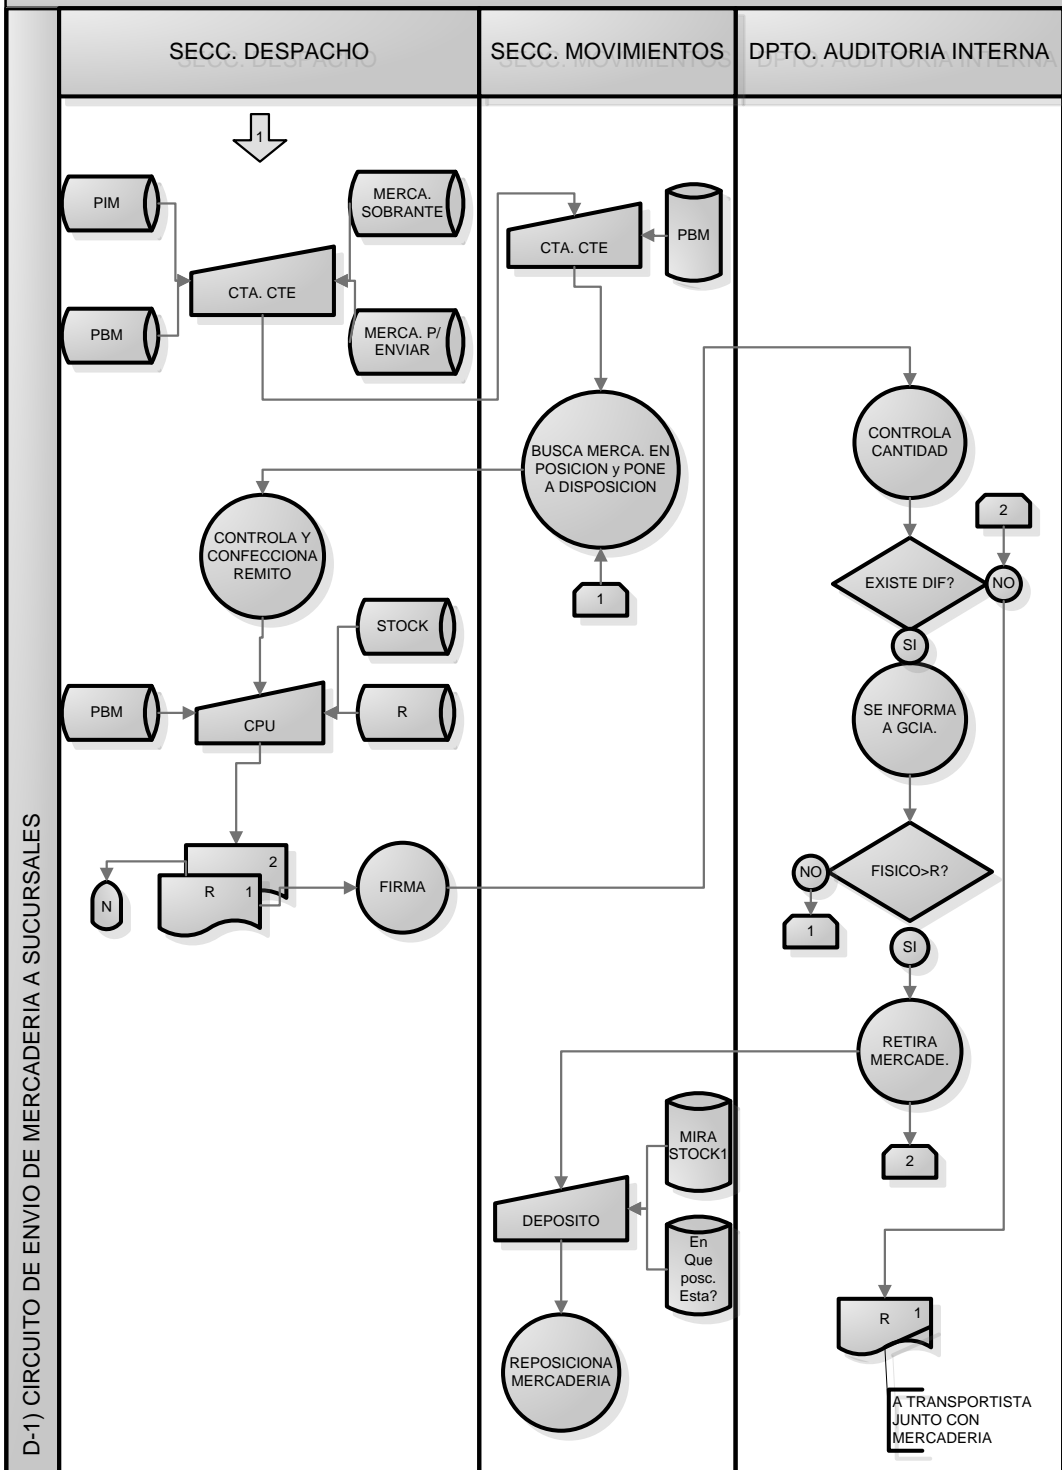 SECC. DESPACHO
SECC. MOVIMIENTOS
DPTO. AUDITORIA INTERNA
D-1) CIRCUITO DE ENVIO DE MERCADERIA A SUCURSALES
1
PIM
MERCA.
SOBRANTE
CTA. CTE
PBM
MERCA. P/
ENVIAR
CTA. CTE
PBM
BUSCA MERCA. EN
POSICION y PONE
A DISPOSICION
1
CONTROLA Y
CONFECCIONA
REMITO
STOCK
PBM
CPU
R
2
R 1
N
FIRMA
CONTROLA
CANTIDAD
2
EXISTE DIF?
NO
SI
SE INFORMA
A GCIA.
FISICO>R?
NO
1
SI
RETIRA
MERCADE.
2
MIRA
STOCK1
DEPOSITO
En
Que
posc.
Esta?
REPOSICIONA
MERCADERIA
R 1
A TRANSPORTISTA
JUNTO CON
MERCADERIA